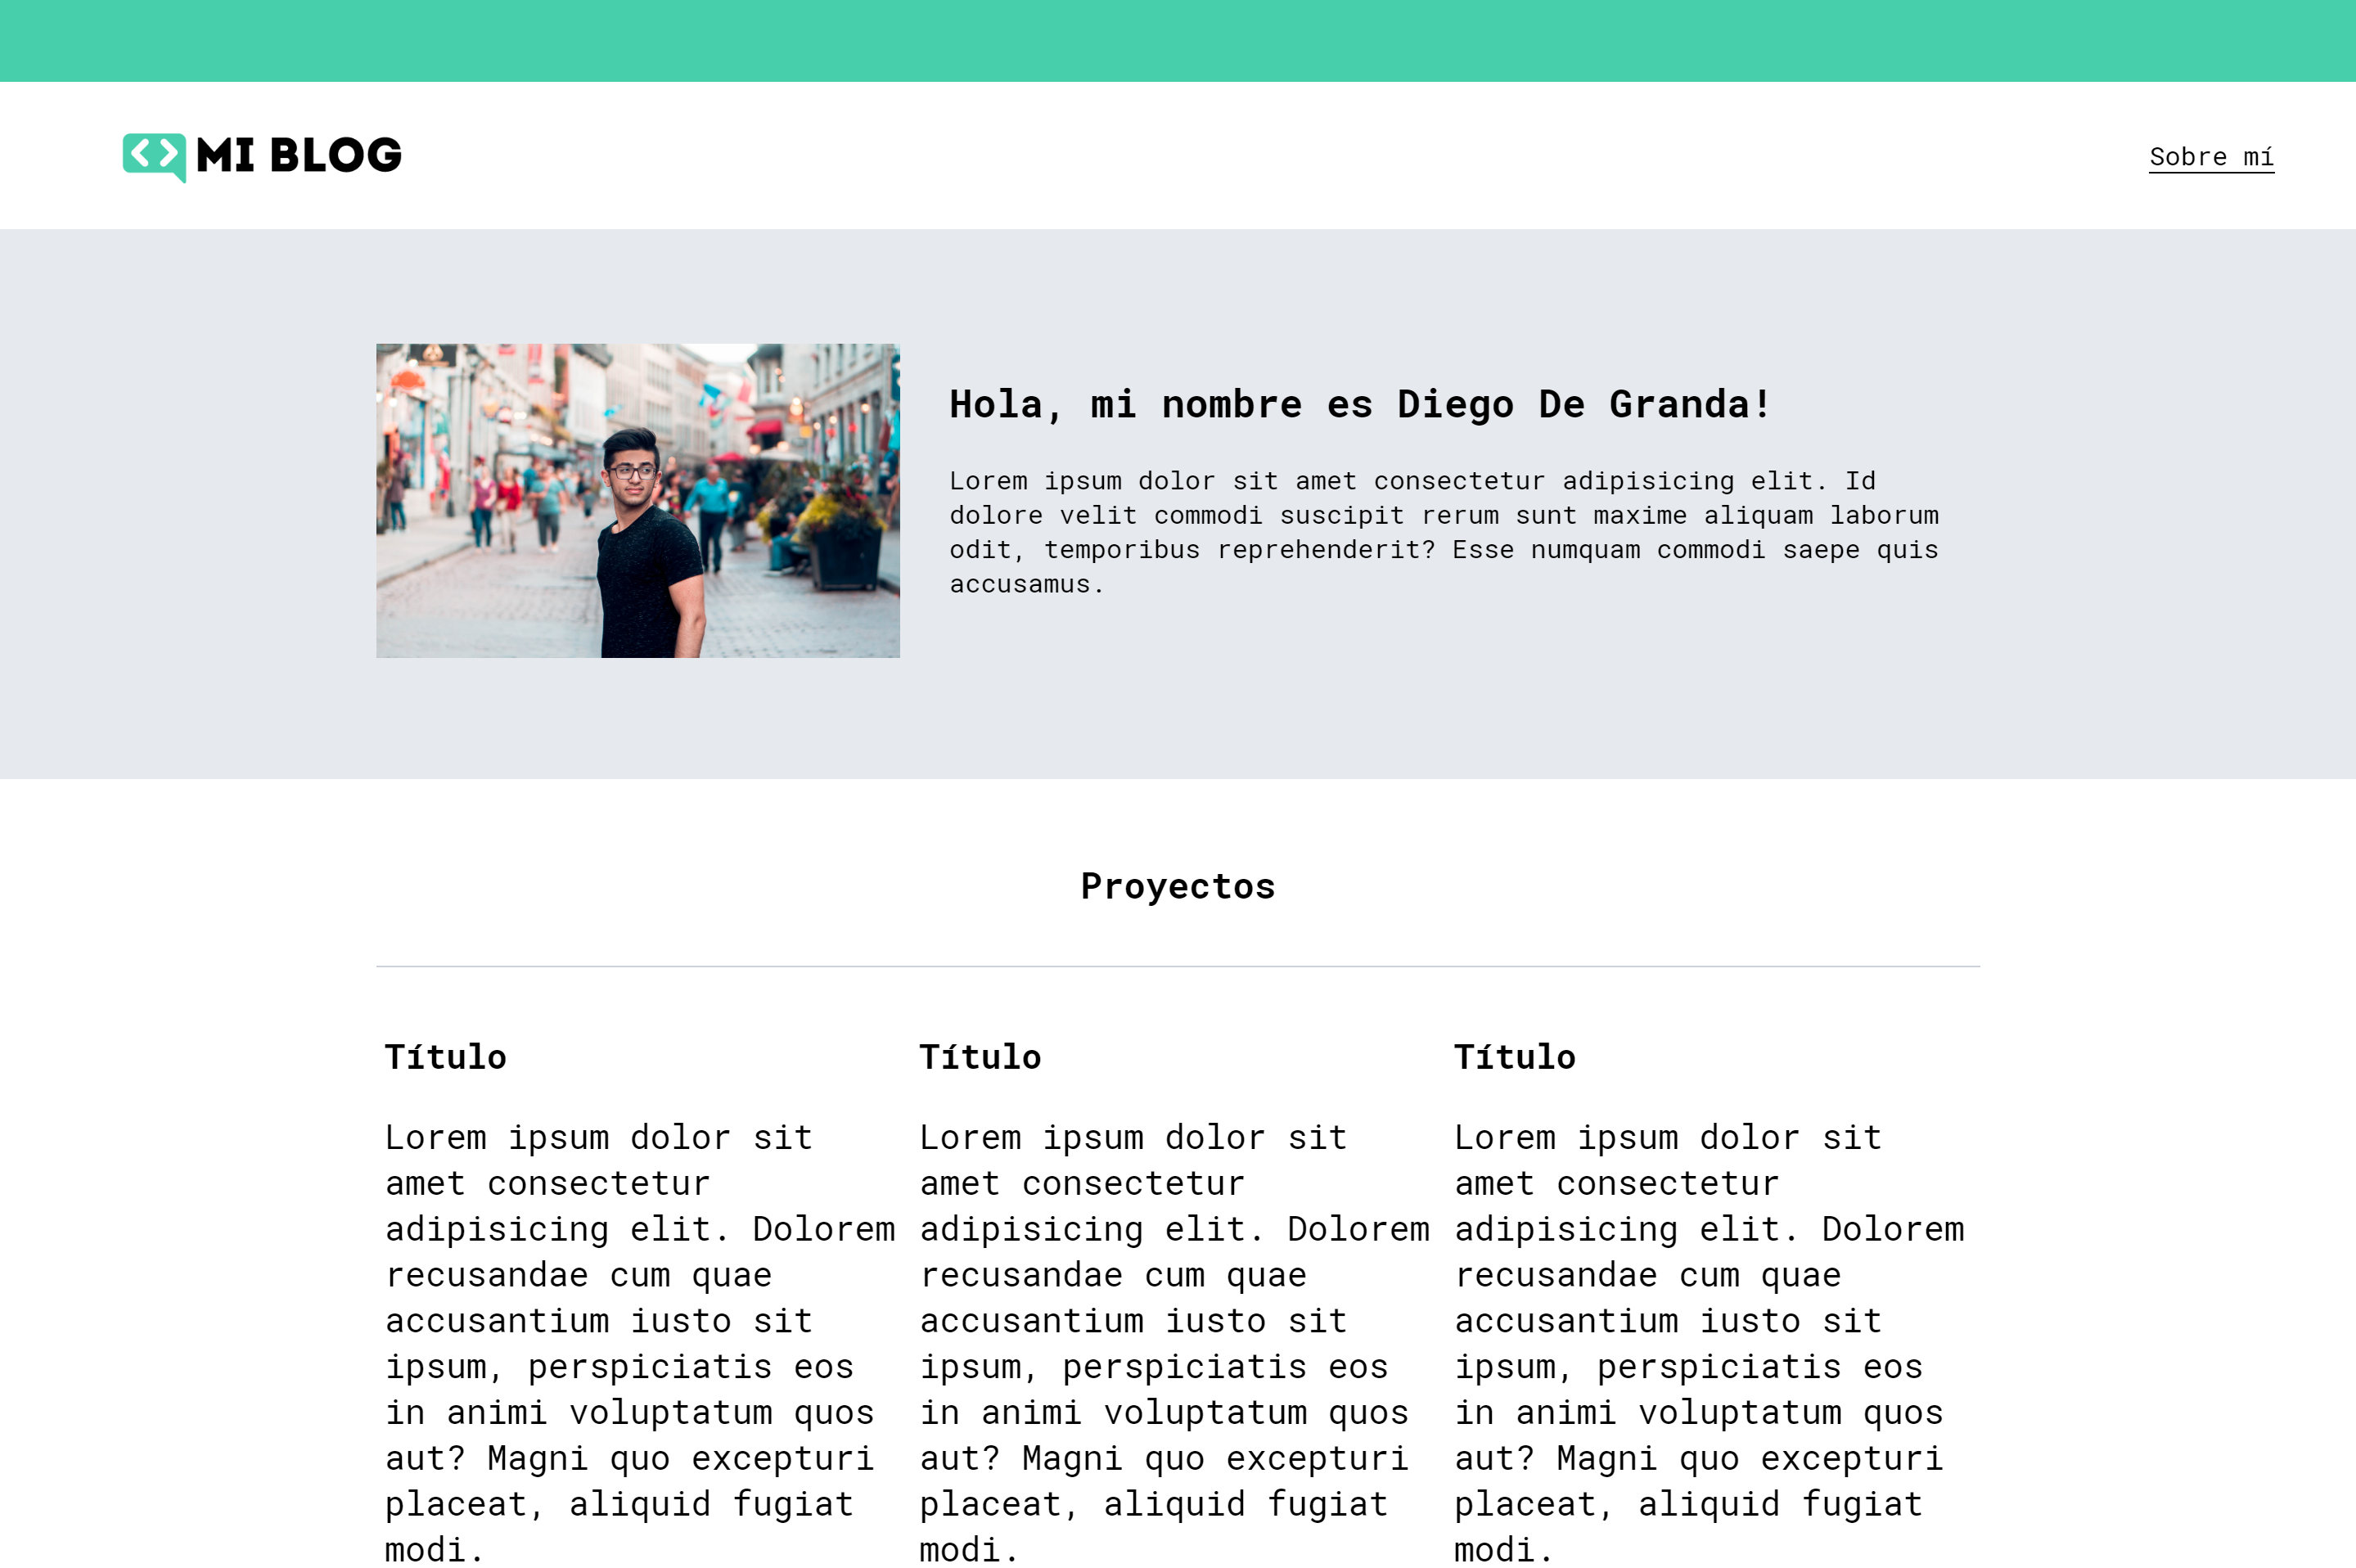 MI BLOG
Sobre mí
Hola, mi nombre es Diego De Granda!
Lorem ipsum dolor sit amet consectetur adipisicing elit. Id
dolore velit commodi suscipit rerum sunt maxime aliquam laborum
odit, temporibus reprehenderit? Esse numquam commodi saepe quis
accusamus.
Proyectos
Título
Lorem ipsum dolor sit
amet consectetur
adipisicing elit. Dolorem
recusandae cum quae
accusantium iusto sit
ipsum, perspiciatis eos
in animi voluptatum quos
aut? Magni quo excepturi
placeat, aliquid fugiat
modi.
Título
Lorem ipsum dolor sit
amet consectetur
adipisicing elit. Dolorem
recusandae cum quae
accusantium iusto sit
ipsum, perspiciatis eos
in animi voluptatum quos
aut? Magni quo excepturi
placeat, aliquid fugiat
modi.
Título
Lorem ipsum dolor sit
amet consectetur
adipisicing elit. Dolorem
recusandae cum quae
accusantium iusto sit
ipsum, perspiciatis eos
in animi voluptatum quos
aut? Magni quo excepturi
placeat, aliquid fugiat
modi.